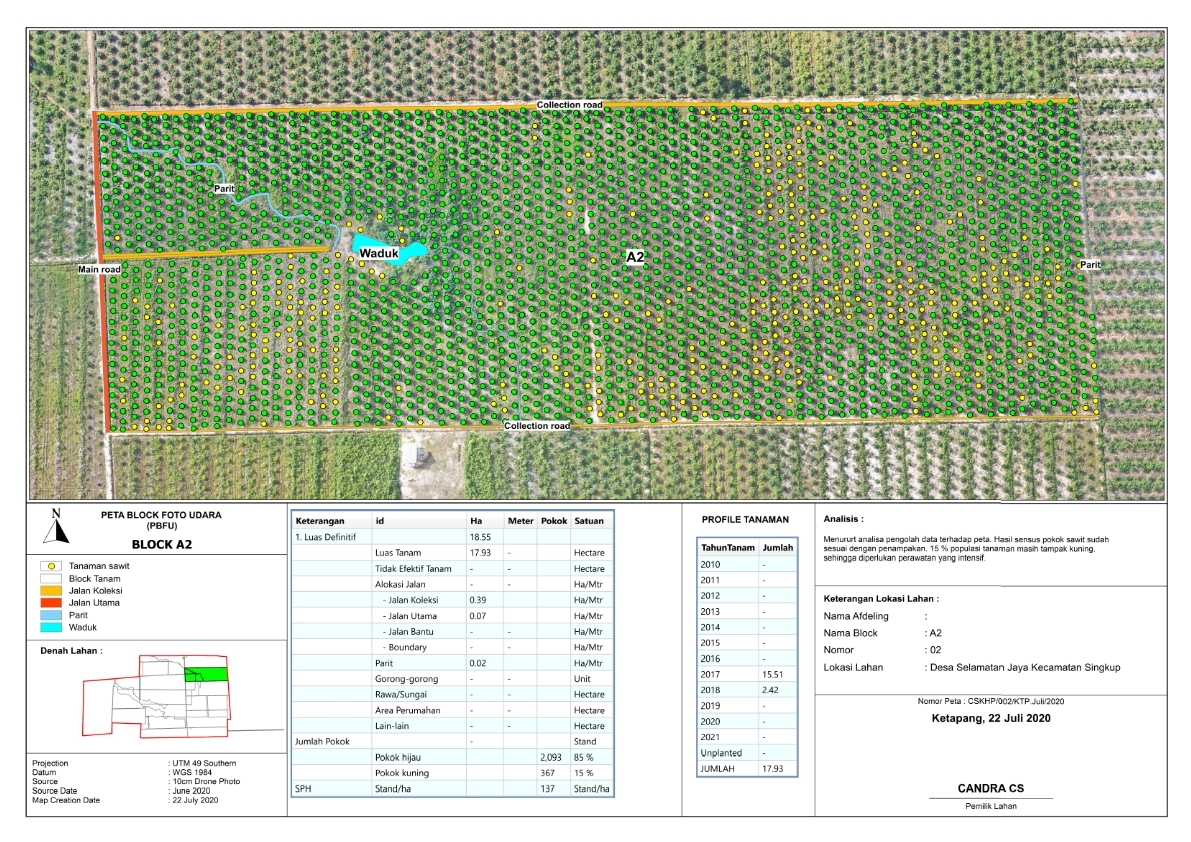 Collection road
Parit
Waduk
A2
Main road
Parit
Collection road
N
PETA BLOCK FOTO UDARA
(PBFU)
BLOCK A2
Tanaman sawit
Block Tanam
Jalan Koleksi
Jalan Utama
Parit
Waduk
Denah Lahan :
Projection : UTM 49 Southern
Datum : WGS 1984
Source : 10cm Drone Photo
Source Date : June 2020
Map Creation Date : 22 July 2020
Keterangan id Ha Meter Pokok Satuan
1. Luas Definitif 18.55
Luas Tanam 17.93 - Hectare
Tidak Efektif Tanam - - Hectare
Alokasi Jalan - - Ha/Mtr
- Jalan Koleksi 0.39 Ha/Mtr
- Jalan Utama 0.07 Ha/Mtr
- Jalan Bantu - - Ha/Mtr
- Boundary - - Ha/Mtr
Parit 0.02 Ha/Mtr
Gorong-gorong - - Unit
Rawa/Sungai - - Hectare
Area Perumahan - - Hectare
Lain-lain - - Hectare
Jumlah Pokok - Stand
Pokok hijau 2,093 85 %
Pokok kuning 367 15 %
SPH Stand/ha 137 Stand/ha
PROFILE TANAMAN
TahunTanam Jumlah
2010 -
2011 -
2012 -
2013 -
2014 -
2015 -
2016 -
2017 15.51
2018 2.42
2019 -
2020 -
2021 -
Unplanted -
JUMLAH 17.93
Analisis :
Menururt analisa pengolah data terhadap peta. Hasil sensus pokok sawit sudah
sesuai dengan penampakan. 15 % populasi tanaman masih tampak kuning.
sehingga diperlukan perawatan yang intensif.
Keterangan Lokasi Lahan :
Nama Afdeling :
Nama Block : A2
Nomor : 02
Lokasi Lahan : Desa Selamatan Jaya Kecamatan Singkup
Nomor Peta : CSKHP/002/KTP.Juli/2020
Ketapang, 22 Juli 2020
CANDRA CS
Pemilik Lahan